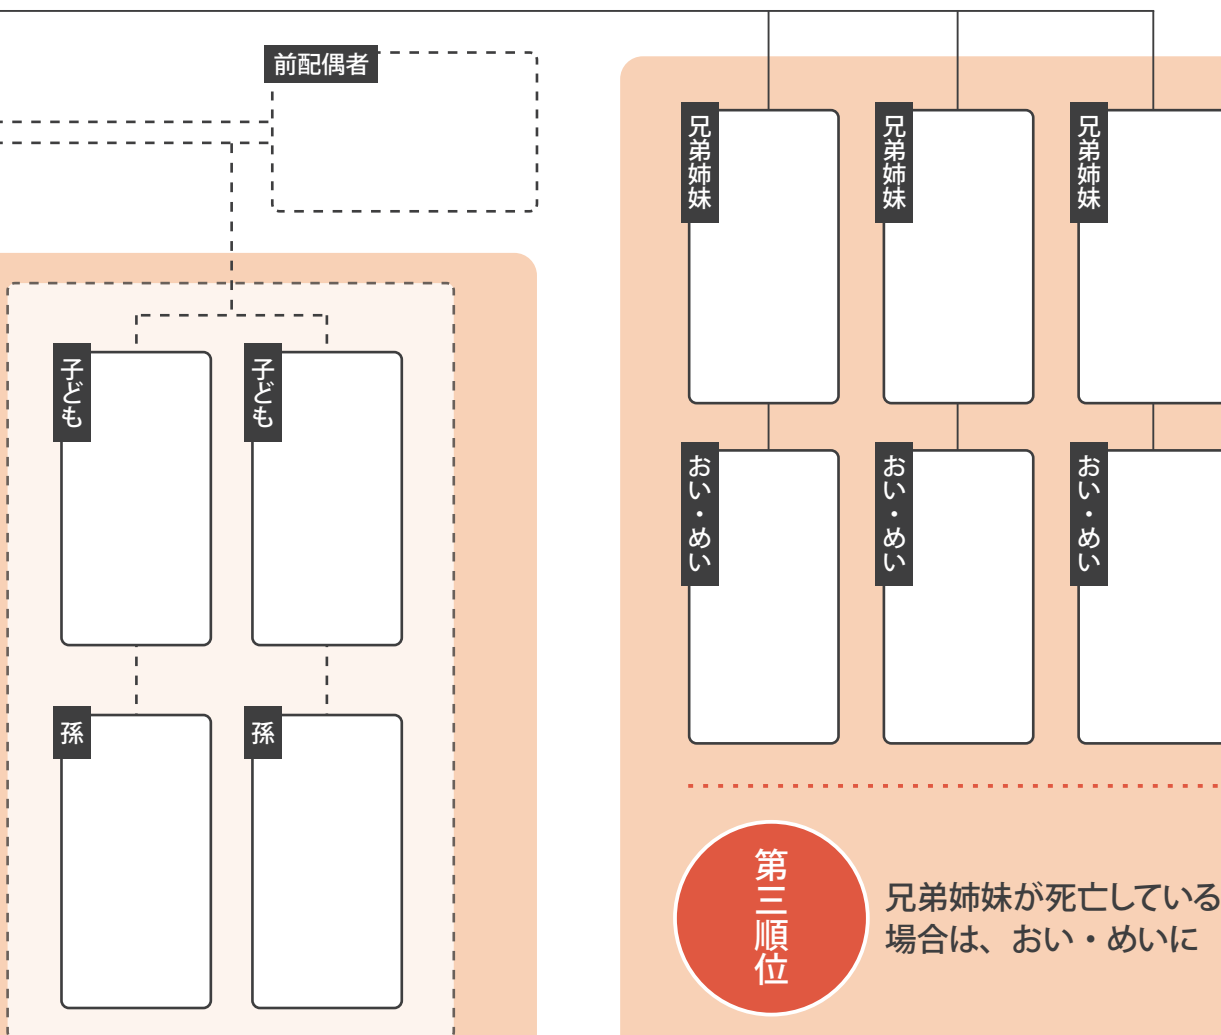 前配偶者
子ども
子ども
孫
孫
兄弟姉妹
兄弟姉妹
兄弟姉妹
おい・めい
おい・めい
おい・めい
第三順位
兄弟姉妹が死亡している
場合は、おい・めいに